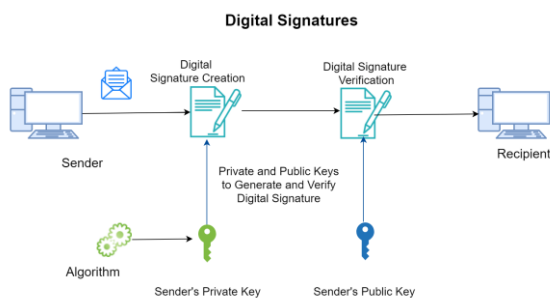 Digital Signatures
Digital
Signature Creation
Digital Signature
Verification
Sender
Recipient
Private and Public Keys
to Generate and Verify
Digital Signature
Algorithm
Sender's Private Key
Sender's Public Key